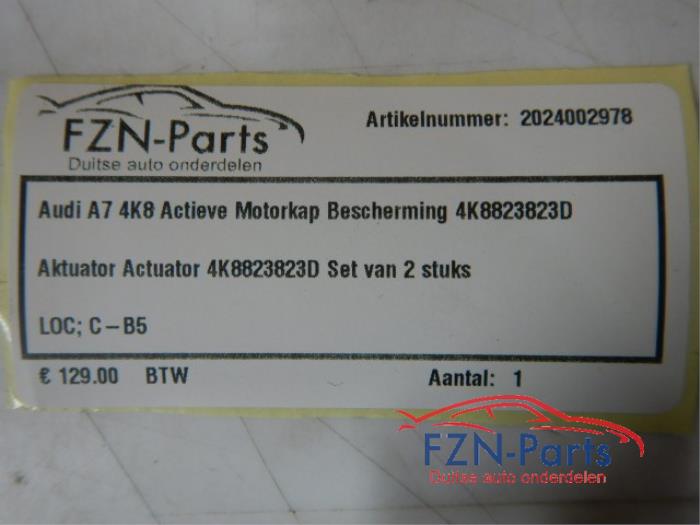 FZN-Parts
Duitse auto onderdelen
Artikelnummer: 2024002978
Audi A7 4K8 Actieve Motorkap Bescherming 4K8823823D
Aktuator Actuator 4K8823823D Set van 2 stuks
LOC; C-B5
€ 129.00 BTW
Aantal: 1
FZN-Parts
Duitse auto onderdelen